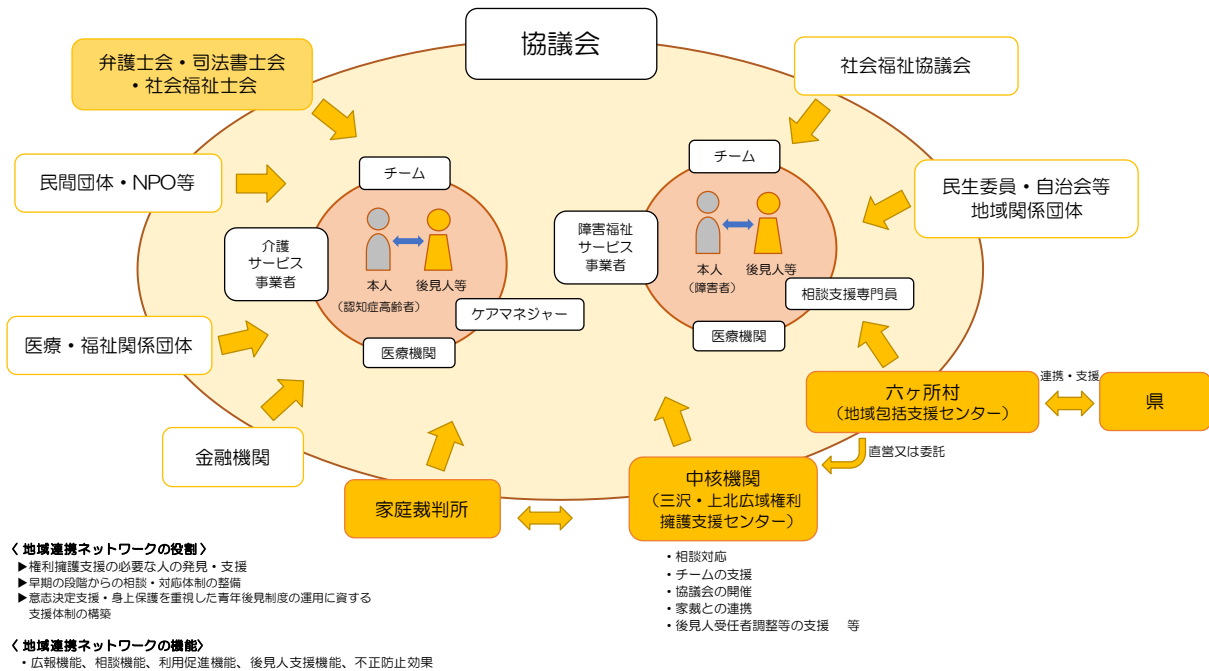 協議会
弁護士会・司法書士会
・社会福祉士会
社会福祉協議会
民間団体・NPO等
民生委員・自治会等
地域関係団体
チーム
介護
サービス
事業者
本人
(認知症高齢者)
後見人等
ケアマネジャー
医療機関
チーム
障害福祉
サービス
事業者
本人
(障害者)
後見人等
相談支援専門員
医療機関
医療・福祉関係団体
金融機関
家庭裁判所
六ヶ所村
(地域包括支援センター)
連携・支援
県
直営又は委託
中核機関
(三沢・上北広域権利
擁護支援センター)
・相談対応
・チームの支援
・協議会の開催
・家裁との連携
・後見人受任者調整等の支援 等
〈 地域連携ネットワークの役割 〉
▶権利擁護支援の必要な人の発見・支援
▶早期の段階からの相談・対応体制の整備
▶意志決定支援・身上保護を重視した青年後見制度の運用に資する
支援体制の構築
〈 地域連携ネットワークの機能〉
・広報機能、相談機能、利用促進機能、後見人支援機能、不正防止効果